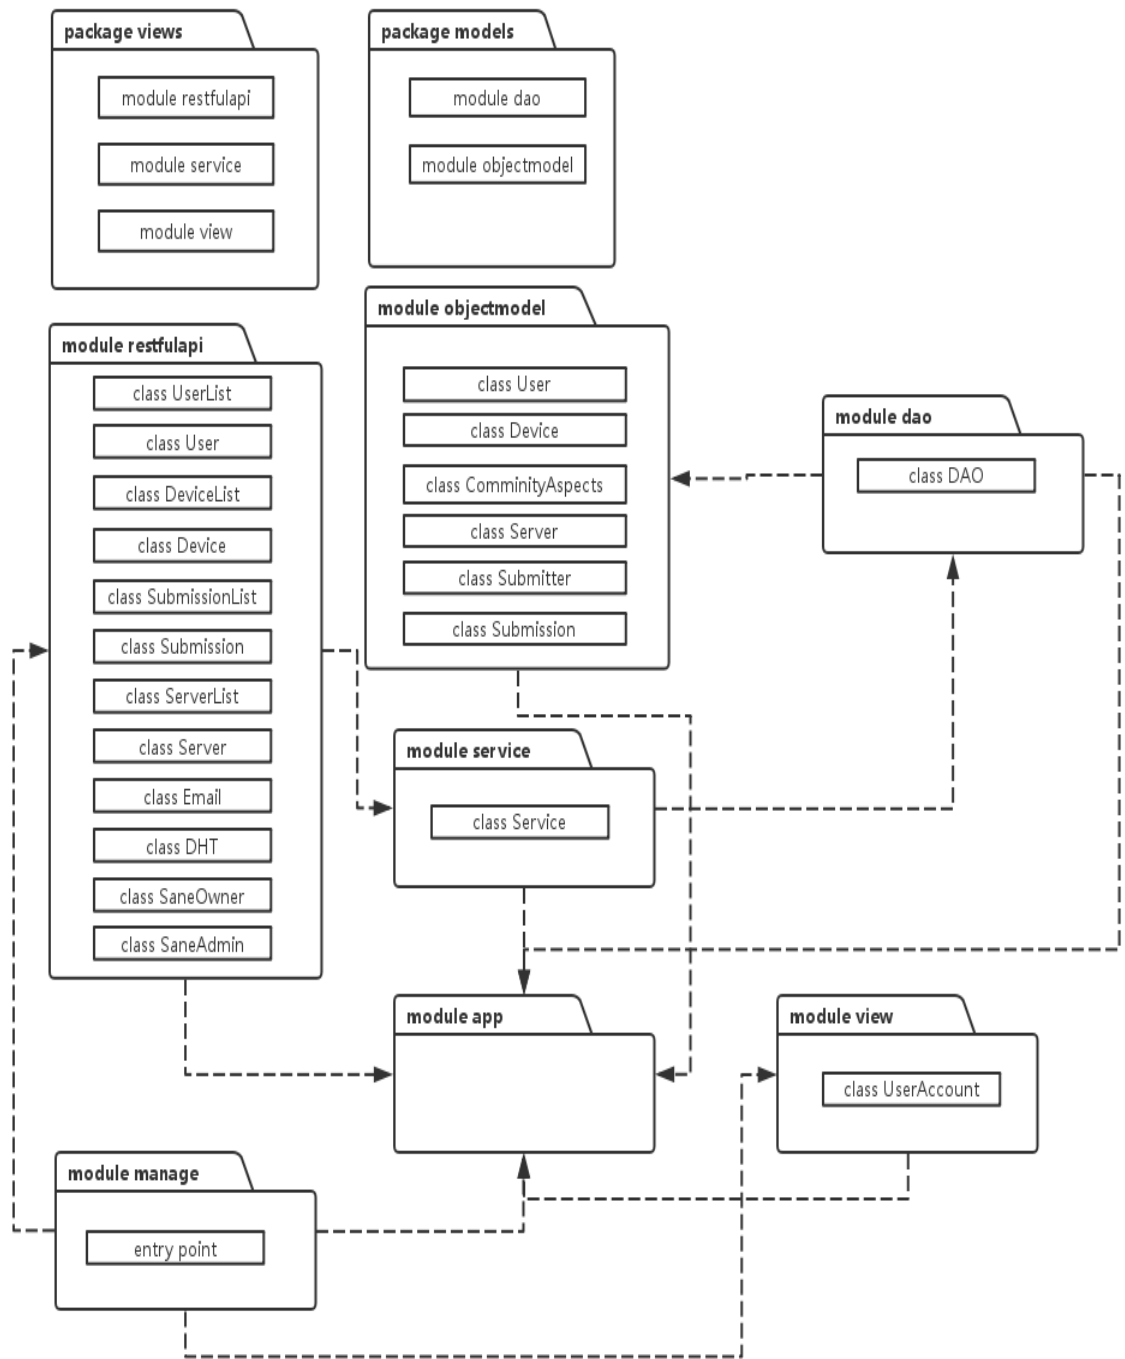 package views
module restfulapi
module service
module view
package models
module dao
module objectmodel
module restfulapi
class UserList
class User
class DeviceList
class Device
class SubmissionList
class Submission
class ServerList
class Server
class Email
class DHT
class SaneOwner
class SaneAdmin
module objectmodel
class User
class Device
class ComminityAspects
class Server
class Submitter
class Submission
module dao
class DAO
module service
class Service
module app
module view
class UserAccount
module manage
entry point